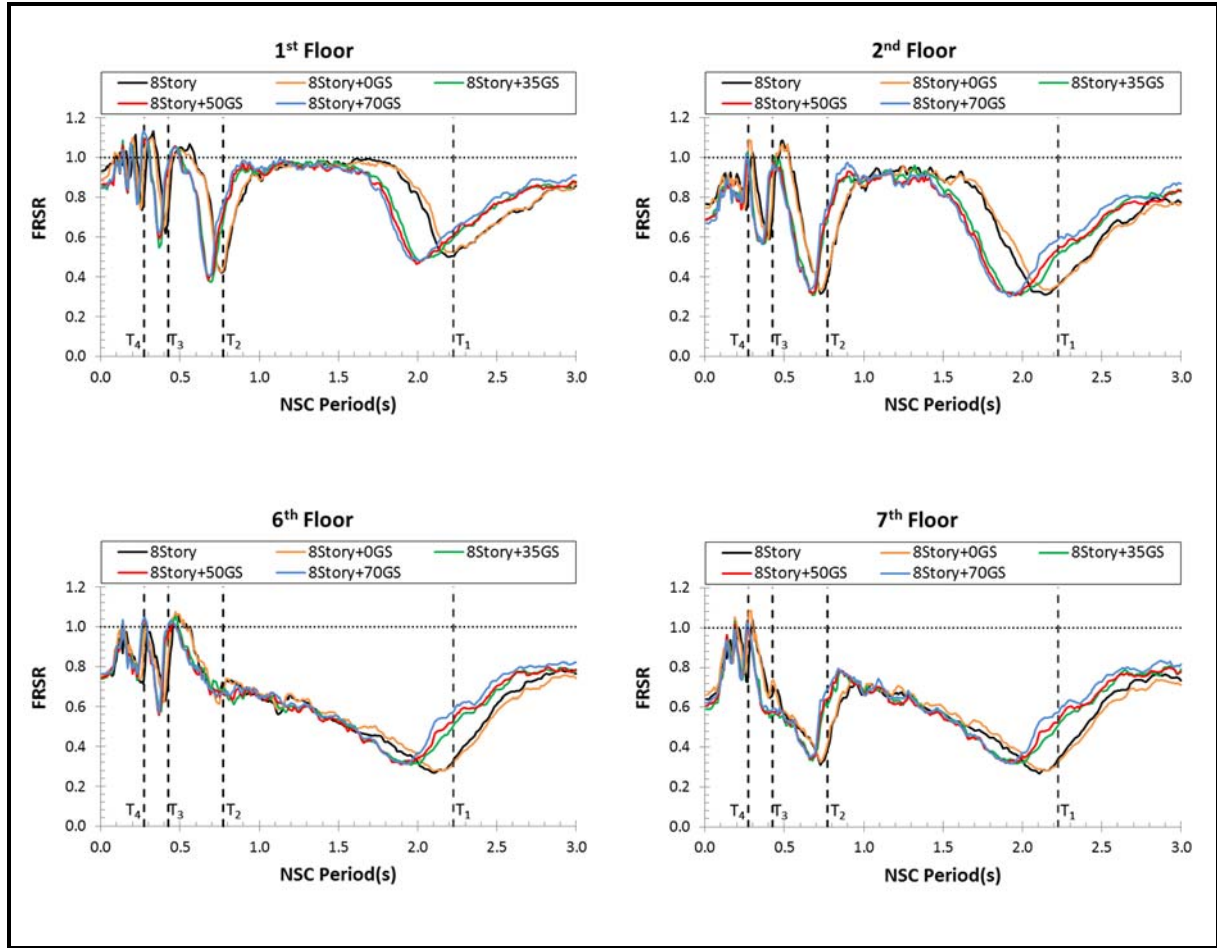 1st Floor
8Story 8Story+0GS 8Story+35GS
8Story+50GS 8Story+70GS
1.2
1.0
0.8
0.6
0.4
0.2
0.0
FRSR
T4 T3 T2 T1
0.0 0.5 1.0 1.5 2.0 2.5 3.0
NSC Period(s)
2nd Floor
8Story 8Story+0GS 8Story+35GS
8Story+50GS 8Story+70GS
1.2
1.0
0.8
0.6
0.4
0.2
0.0
FRSR
T4 T3 T2 T1
0.0 0.5 1.0 1.5 2.0 2.5 3.0
NSC Period(s)
6th Floor
8Story 8Story+0GS 8Story+35GS
8Story+50GS 8Story+70GS
1.2
1.0
0.8
0.6
0.4
0.2
0.0
FRSR
T4 T3 T2 T1
0.0 0.5 1.0 1.5 2.0 2.5 3.0
NSC Period(s)
7th Floor
8Story 8Story+0GS 8Story+35GS
8Story+50GS 8Story+70GS
1.2
1.0
0.8
0.6
0.4
0.2
0.0
FRSR
T4 T3 T2 T1
0.0 0.5 1.0 1.5 2.0 2.5 3.0
NSC Period(s)